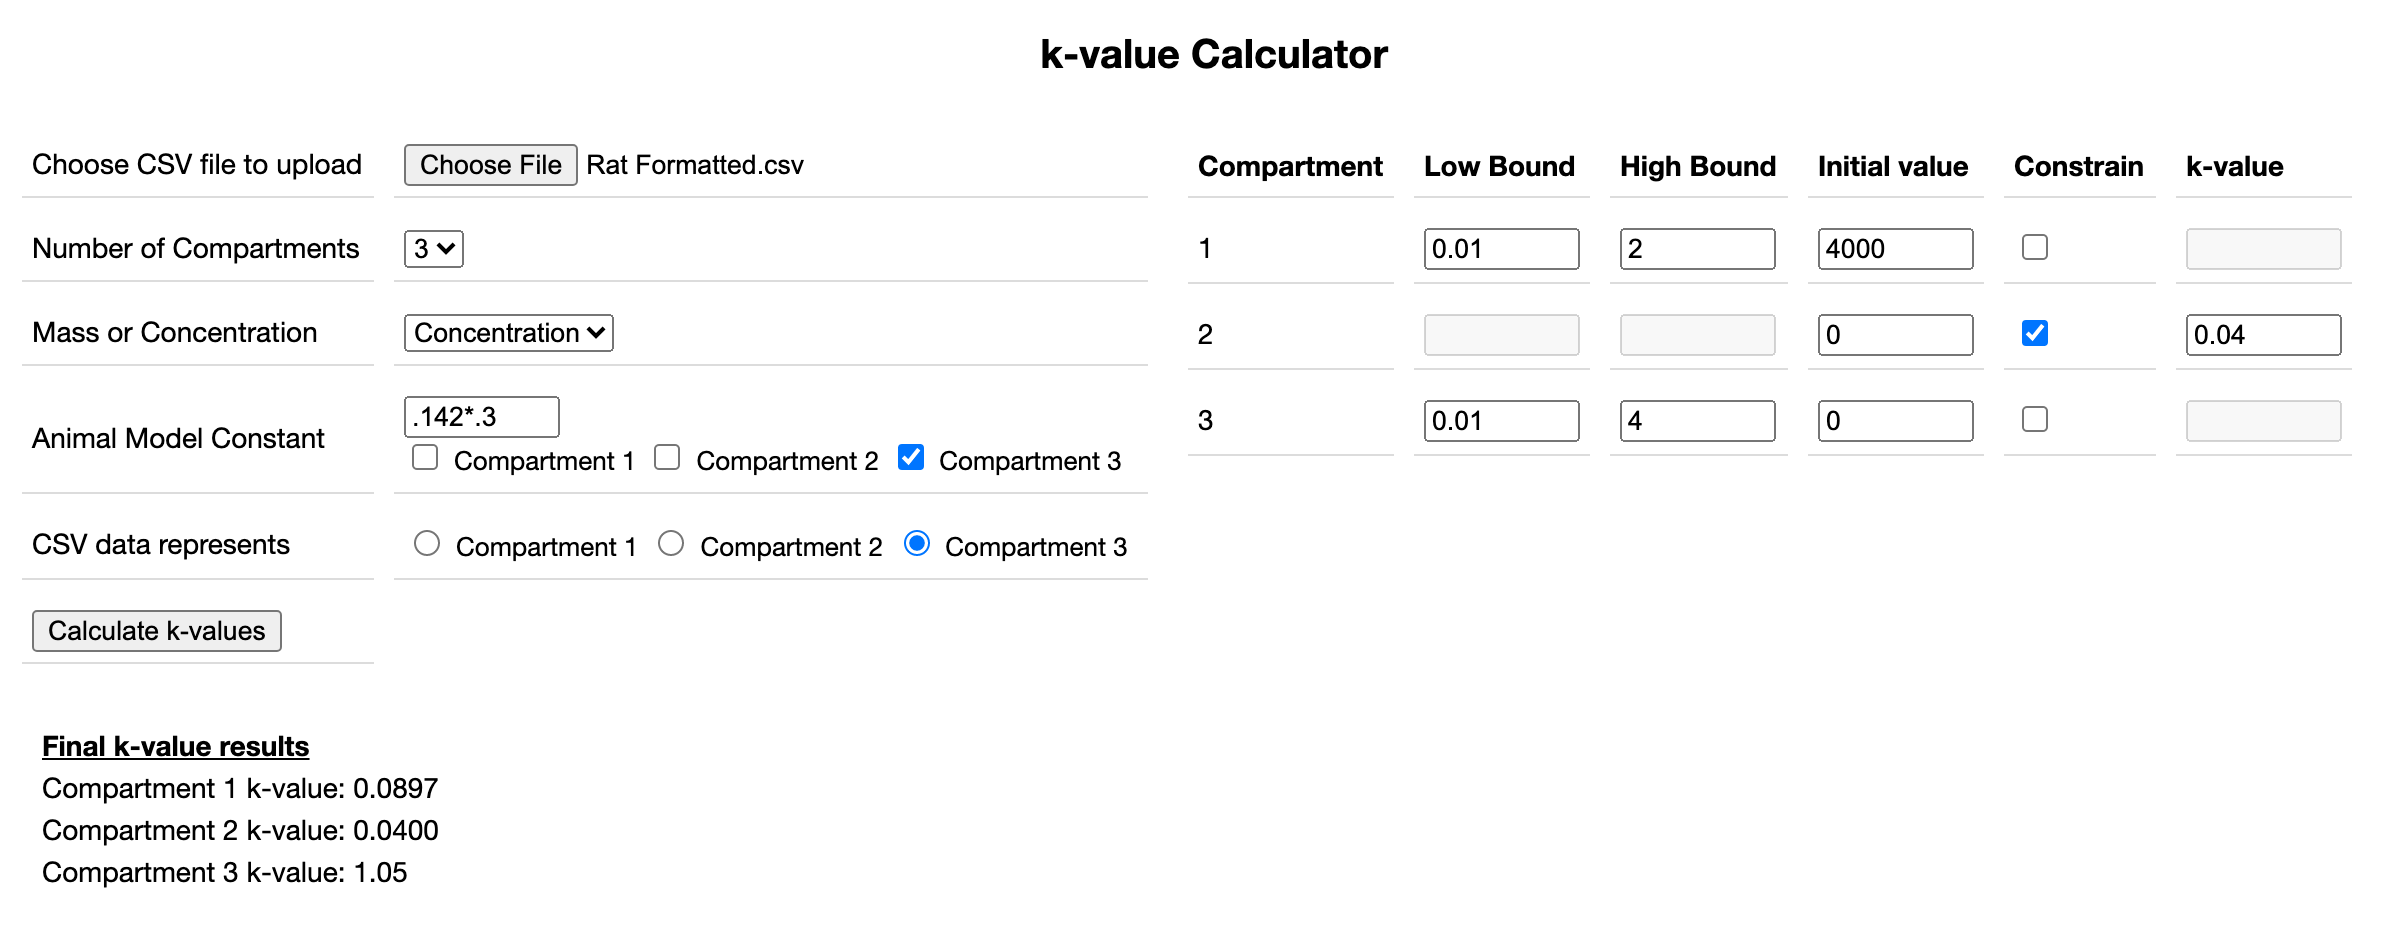 k-value Calculator
Choose CSV file to upload Choose File Rat Formatted.csv
Number of Compartments 3
Mass or Concentration Concentration
Animal Model Constant .142*.3
Compartment 1 Compartment 2 Compartment 3
CSV data represents Compartment 1 Compartment 2 Compartment 3
Calculate k-values
Compartment Low Bound High Bound Initial value Constrain k-value
1 0.01 2 4000
2 0 0.04
3 0.01 4 0
Final k-value results
Compartment 1 k-value: 0.0897
Compartment 2 k-value: 0.0400
Compartment 3 k-value: 1.05